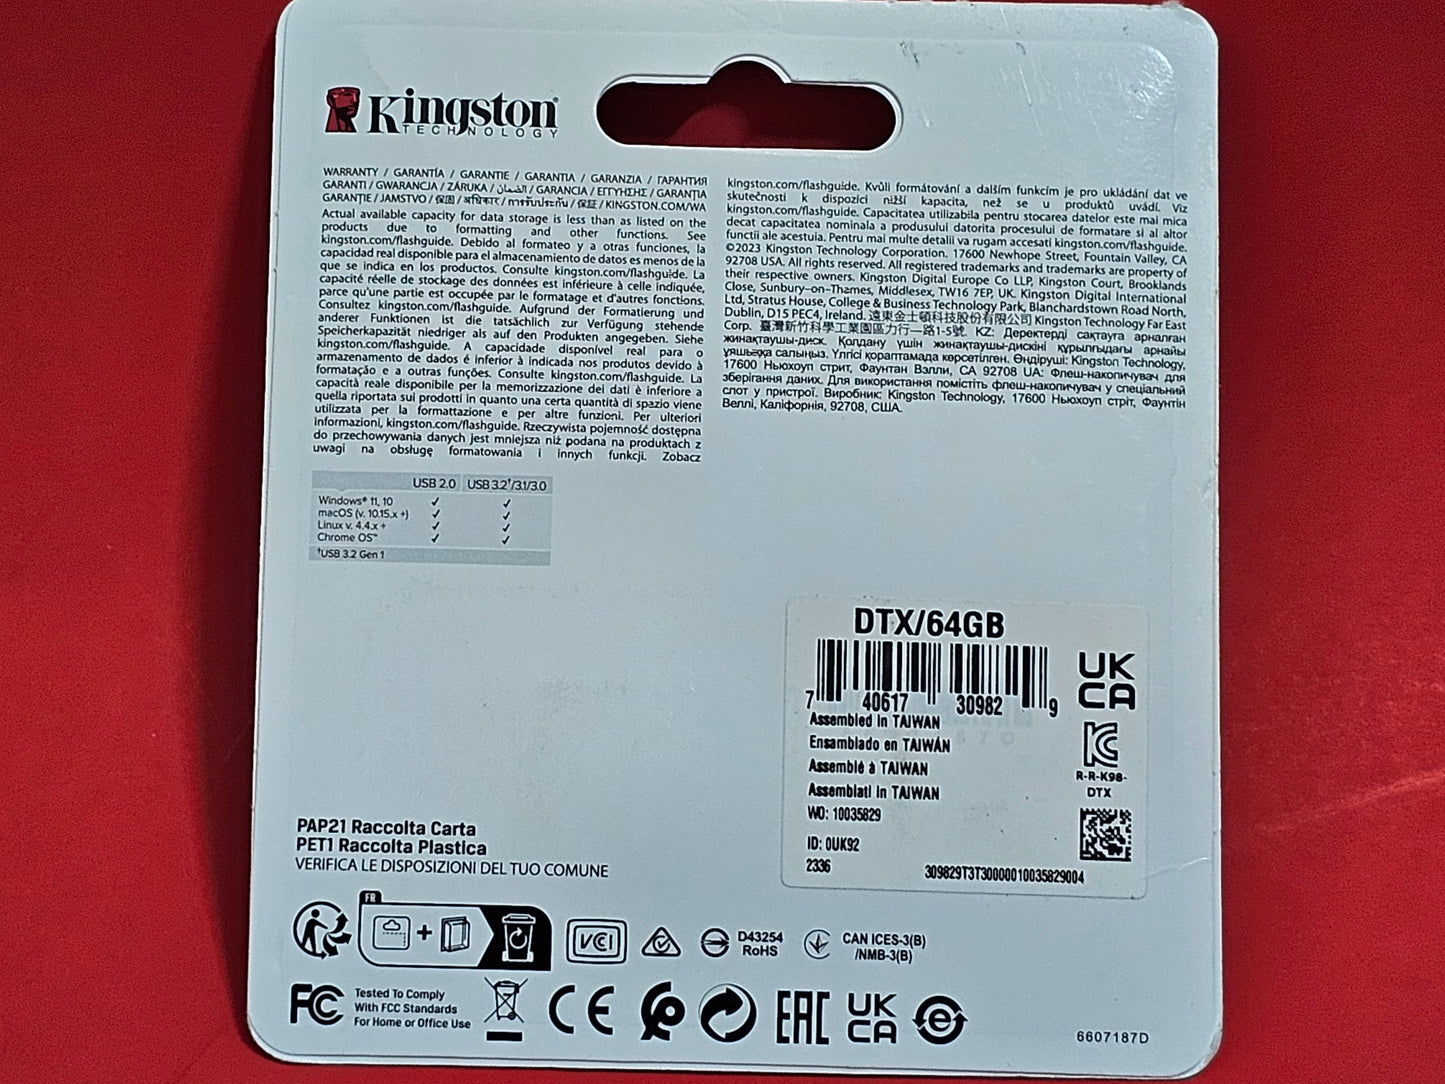 Kingston
TECHNOLOGY
WARRANTY / GARANTÍA / GARANTIE / GARANTIA / GARANZIA / ГАРАНТИЯ
GARANTI / GWARANCJA / ZÁRUKA / الضمان / GARANCIA / ΕΓΓΥΗΣΗΣ / GARANȚIA
GARANTIE / JAMSTVO / 保固 / अधिकार / การรับประกัน / 保証 / KINGSTON.COM/WA
Actual available capacity for data storage is less than as listed on the
products due to formatting and other functions. See
kingston.com/flashguide. Debido al formateo y a otras funciones, la
capacidad real disponible para el almacenamiento de datos es menos de la
que se indica en los productos. Consulte kingston.com/flashguide. La
capacité réelle de stockage des données est inférieure à celle indiquée,
parce qu'une partie est occupée par le formatage et d'autres fonctions.
Consultez kingston.com/flashguide. Aufgrund der Formatierung und
anderer Funktionen ist die tatsächlich zur Verfügung stehende
Speicherkapazität niedriger als auf den Produkten angegeben. Siehe
kingston.com/flashguide. A capacidade disponível real para o
armazenamento de dados é inferior à indicada nos produtos devido à
formatação e a outras funções. Consulte kingston.com/flashguide. La
capacità reale disponibile per la memorizzazione dei dati è inferiore a
quella riportata sui prodotti in quanto una certa quantità di spazio viene
utilizzata per la formattazione e per altre funzioni. Per ulteriori
informazioni, kingston.com/flashguide. Rzeczywista pojemność dostępna
do przechowywania danych jest mniejsza niż podana na produktach z
uwagi na obsługę formatowania i innych funkcji. Zobacz
kingston.com/flashguide. Kvůli formátování a dalším funkcím je pro ukládání dat ve
skutečnosti k dispozici nižší kapacita, než se u produktů uvádí. Viz
kingston.com/flashguide. Capacitatea utilizabila pentru stocarea datelor este mai mica
decat capacitatea nominala a produsului datorita procesului de formatare si al altor
functii ale acestuia. Pentru mai multe detalii va rugam accesati kingston.com/flashguide.
©2023 Kingston Technology Corporation. 17600 Newhope Street, Fountain Valley, CA
92708 USA. All rights reserved. All registered trademarks and trademarks are property of
their respective owners. Kingston Digital Europe Co LLP, Kingston Court, Brooklands
Close, Sunbury-on-Thames, Middlesex, TW16 7EP, UK. Kingston Digital International
Ltd, Stratus House, College & Business Technology Park, Blanchardstown Road North,
Dublin, D15 PEC4, Ireland. 遠東金士頓科技股份有限公司 Kingston Technology Far East
Corp. 臺灣新竹科學工業園區力行一路1-5號. KZ: Деректерді сақтауға арналған
жинақтаушы-диск. Қолдану үшін жинақтаушы-дискіні құрылғыдағы арнайы
ұяшыққа салыңыз. Үлгісі қораптамада көрсетілген. Өндіруші: Kingston Technology,
17600 Ньюхоуп стрит, Фаунтан Вэлли, CA 92708 UA: Флеш-накопичувач для
зберігання даних. Для використання помістіть флеш-накопичувач у спеціальний
слот у пристрої. Виробник: Kingston Technology, 17600 Ньюхоуп стріт, Фаунтін
Веллі, Каліфорнія, 92708, США.
USB 2.0 USB 3.2†/3.1/3.0
Windows® 11, 10 ✓ ✓
macOS (v. 10.15.x +) ✓ ✓
Linux v. 4.4.x + ✓ ✓
Chrome OS™ ✓ ✓
†USB 3.2 Gen 1
DTX/64GB
7 40617 30982 9
UK
CA
Assembled in TAIWAN
Ensamblado en TAIWÁN
Assemblé à TAIWAN
Assemblati in TAIWAN
WO: 10035829
ID: 0UK92
2336
R-R-K98-
DTX
309829T3T30000010035829004
PAP21 Raccolta Carta
PET1 Raccolta Plastica
VERIFICA LE DISPOSIZIONI DEL TUO COMUNE
FR
VCI
D43254
RoHS
CAN ICES-3(B)
/NMB-3(B)
FC
Tested To Comply
With FCC Standards
For Home or Office Use
CE
EAC
UK
CA
e
6607187D